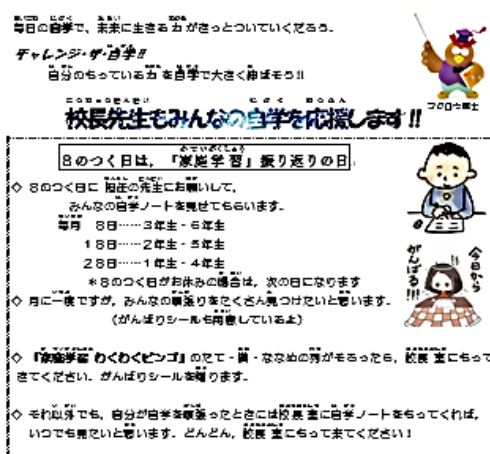 毎日の自学で、未来に生きる力がきっとついていくだろう。
チャレンジ・ザ・自学!!
自分のもっている力を自学で大きく伸ばそう!!
フクロウ博士
校長先生もみんなの自学を応援します!!
8のつく日は,「家庭学習」振り返りの日
◇ 8のつく日に 担任の先生にお願いして,
みんなの自学ノートを見せてもらいます。
毎月 8日……3年生・6年生
18日……2年生・5年生
28日……1年生・4年生
*8のつく日がお休みの場合は,次の日になります
◇ 月に一度ですが,みんなの頑張りをたくさん見つけたいと思います。
(がんばりシールも用意しているよ)
今日から
がんばる!!!
◇ 『家庭学習 わくわくビンゴ』のたて・横・ななめの列がそろったら,校長室にもって
きてください。がんばりシールを贈ります。
◇ それ以外でも,自分が自学を頑張ったときには校長室に自学ノートをもってくれば,
いつでも見たいと思います。どんどん,校長室にもって来てください!